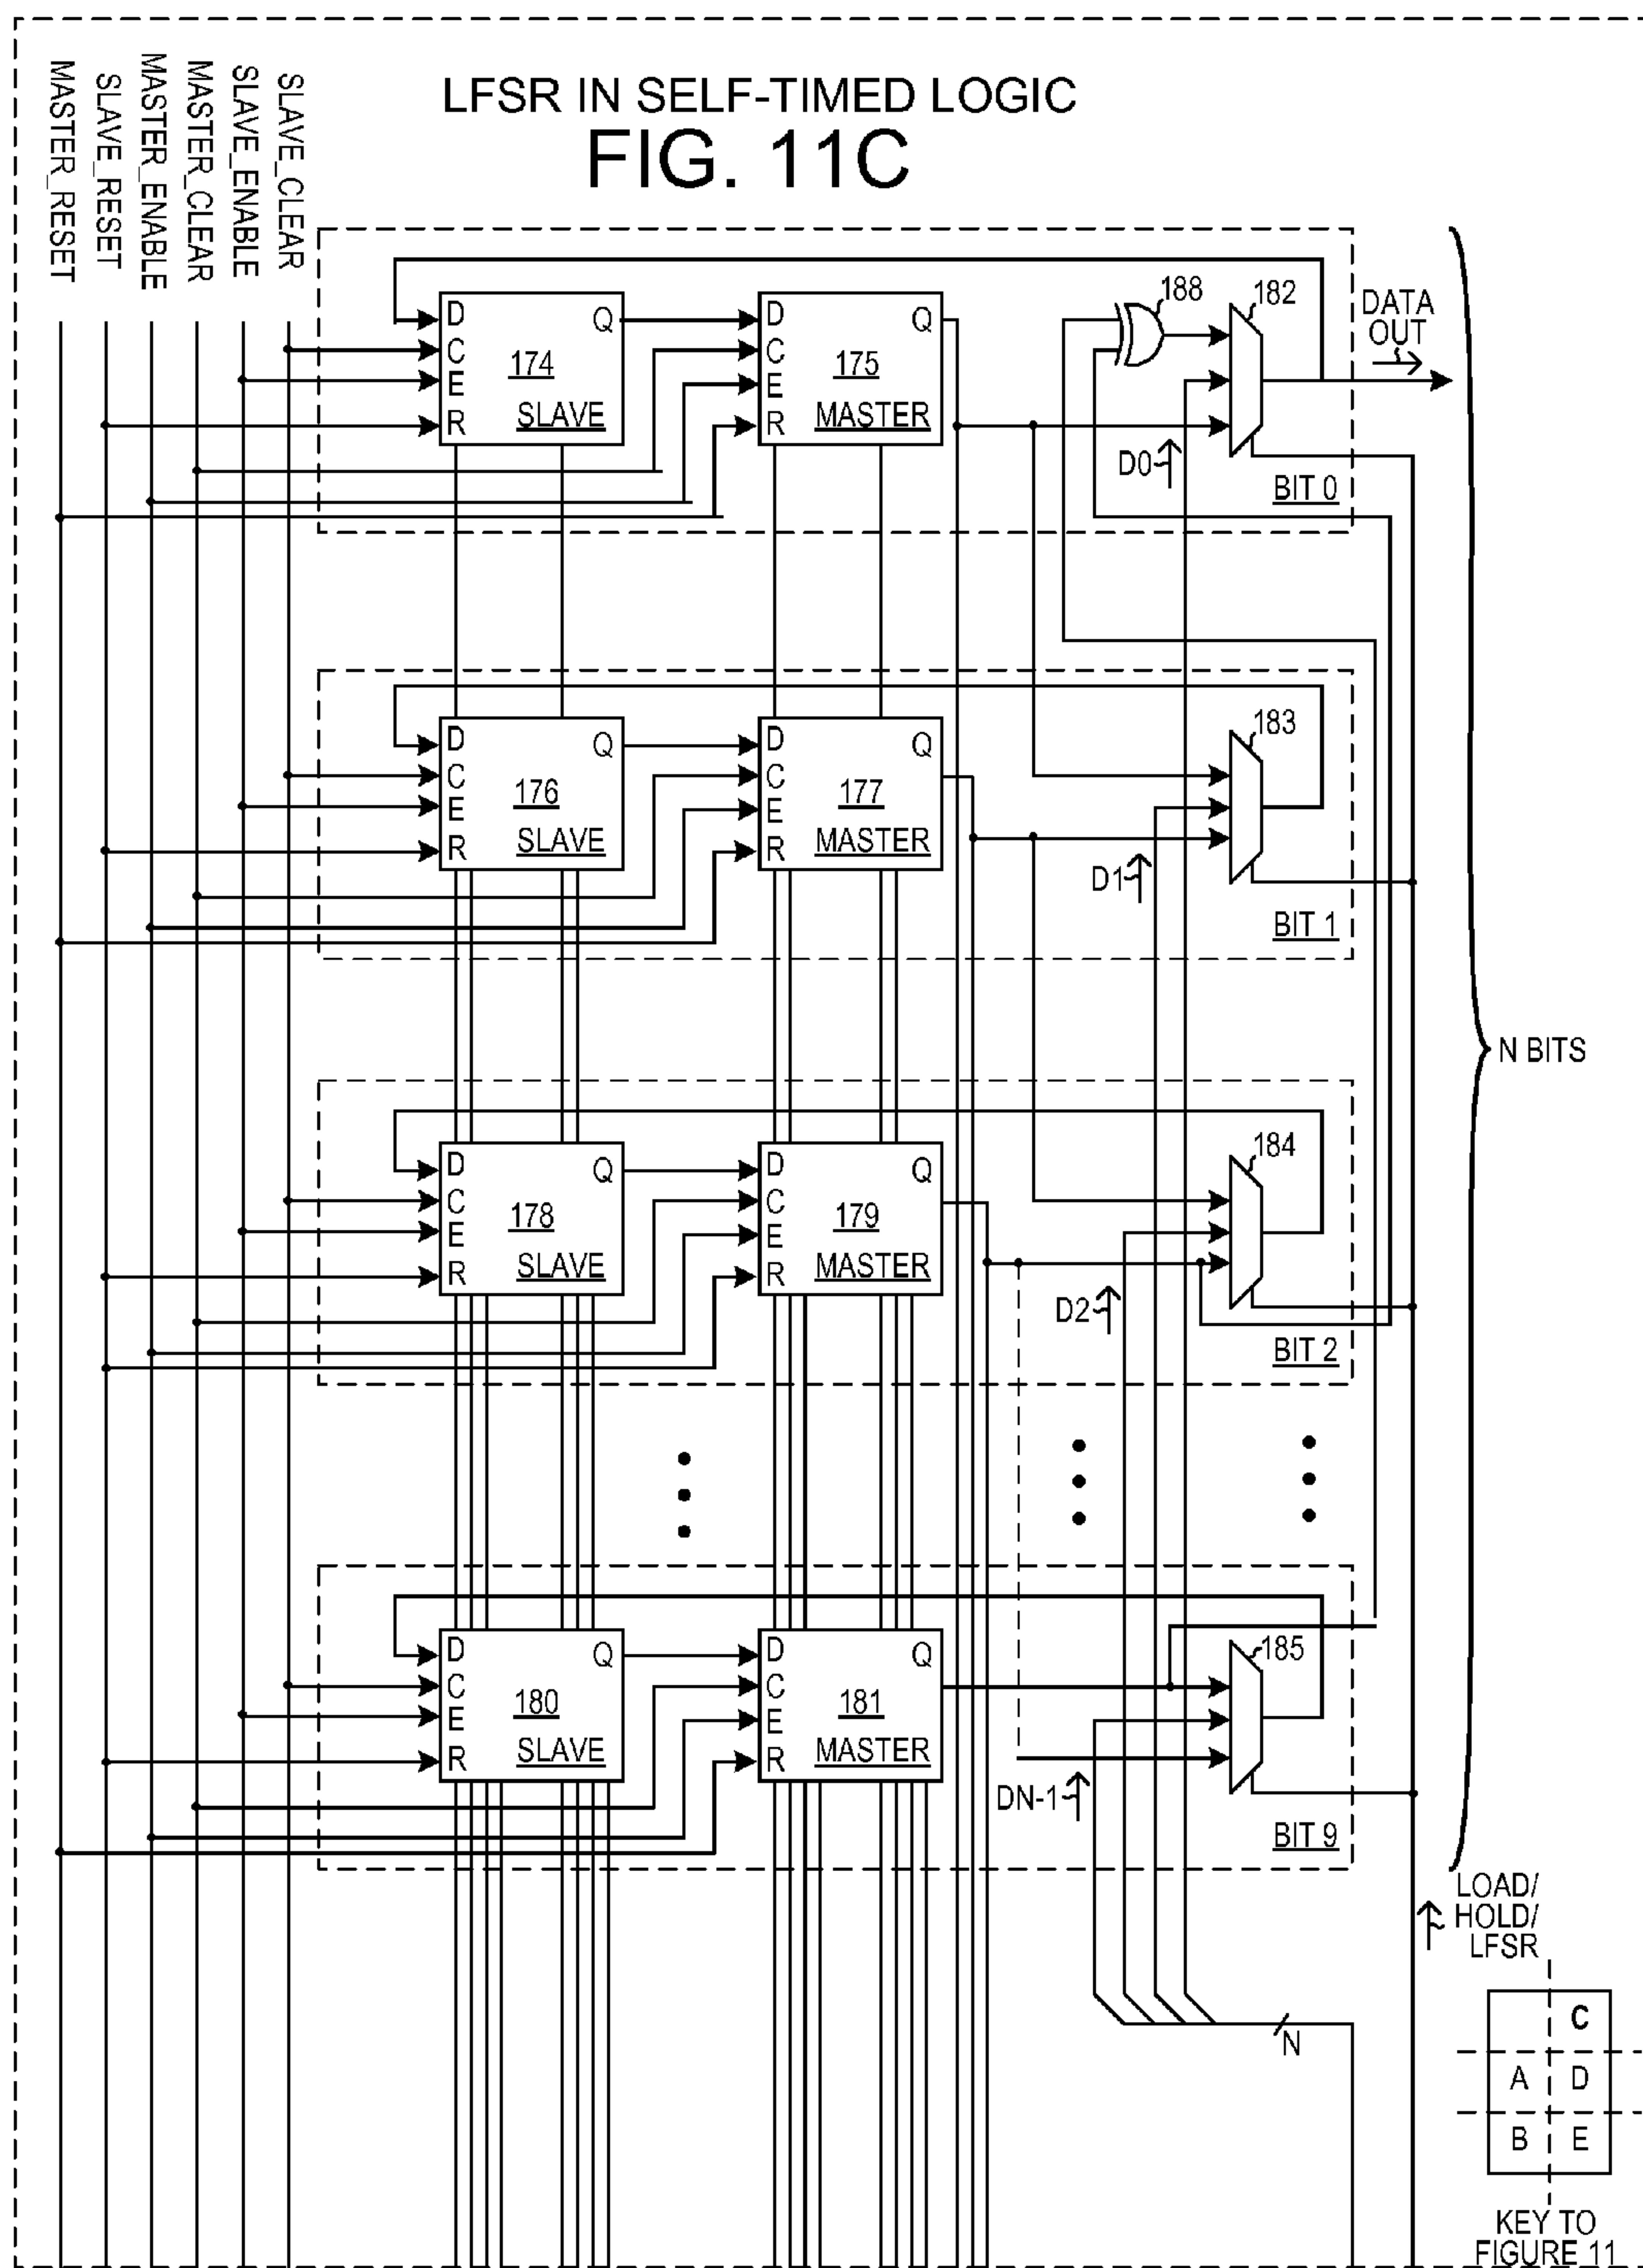 MASTER_RESET
SLAVE_RESET
MASTER_ENABLE
MASTER_CLEAR
SLAVE_ENABLE
SLAVE_CLEAR
LFSR IN SELF-TIMED LOGIC
FIG. 11C
D Q
C
E
R
174
SLAVE
D Q
C
E
R
175
MASTER
188
182
DATA
OUT
D0
BIT 0
D Q
C
E
R
176
SLAVE
D Q
C
E
R
177
MASTER
183
D1
BIT 1
N BITS
D Q
C
E
R
178
SLAVE
D Q
C
E
R
179
MASTER
184
D2
BIT 2
D Q
C
E
R
180
SLAVE
D Q
C
E
R
181
MASTER
185
DN-1
BIT 9
LOAD/
HOLD/
LFSR
N
C
A D
B E
KEY TO
FIGURE 11